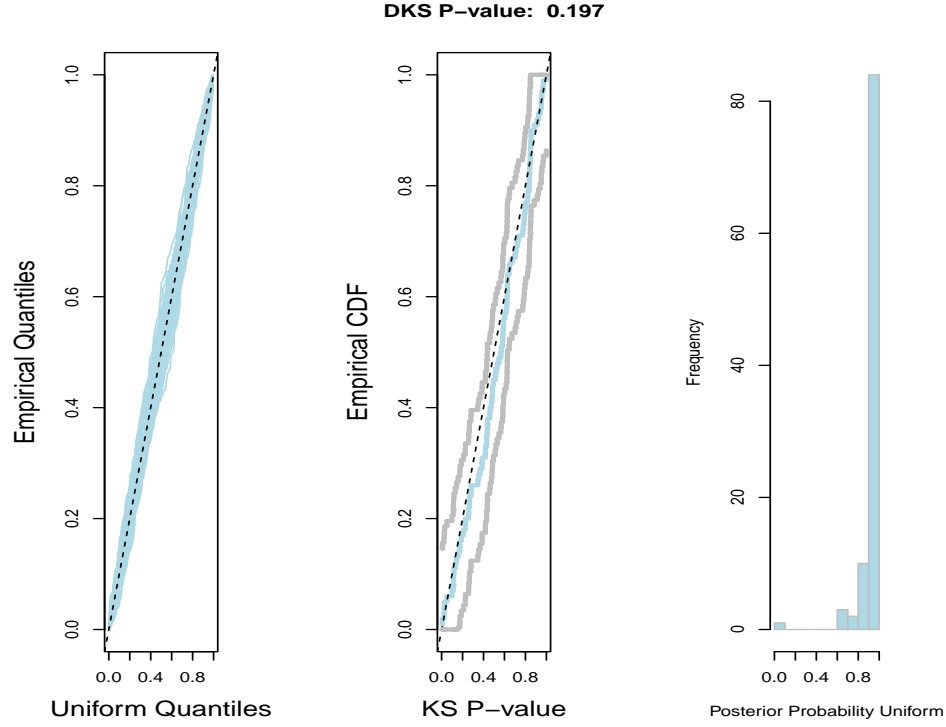 DKS P−value: 0.197
Empirical Quantiles
1.0
0.8
0.6
0.4
0.2
0.0
0.0 0.4 0.8
Uniform Quantiles
Empirical CDF
1.0
0.8
0.6
0.4
0.2
0.0
0.0 0.4 0.8
KS P−value
Frequency
80
60
40
20
0
0.0 0.4 0.8
Posterior Probability Uniform